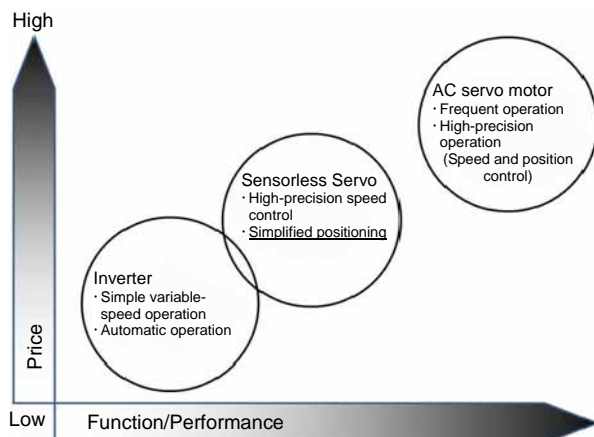 High
AC servo motor
・Frequent operation
・High-precision
operation
(Speed and position
control)
Sensorless Servo
・High-precision speed
control
・Simplified positioning
Inverter
・Simple variable-
speed operation
・Automatic operation
Price
Low
Function/Performance